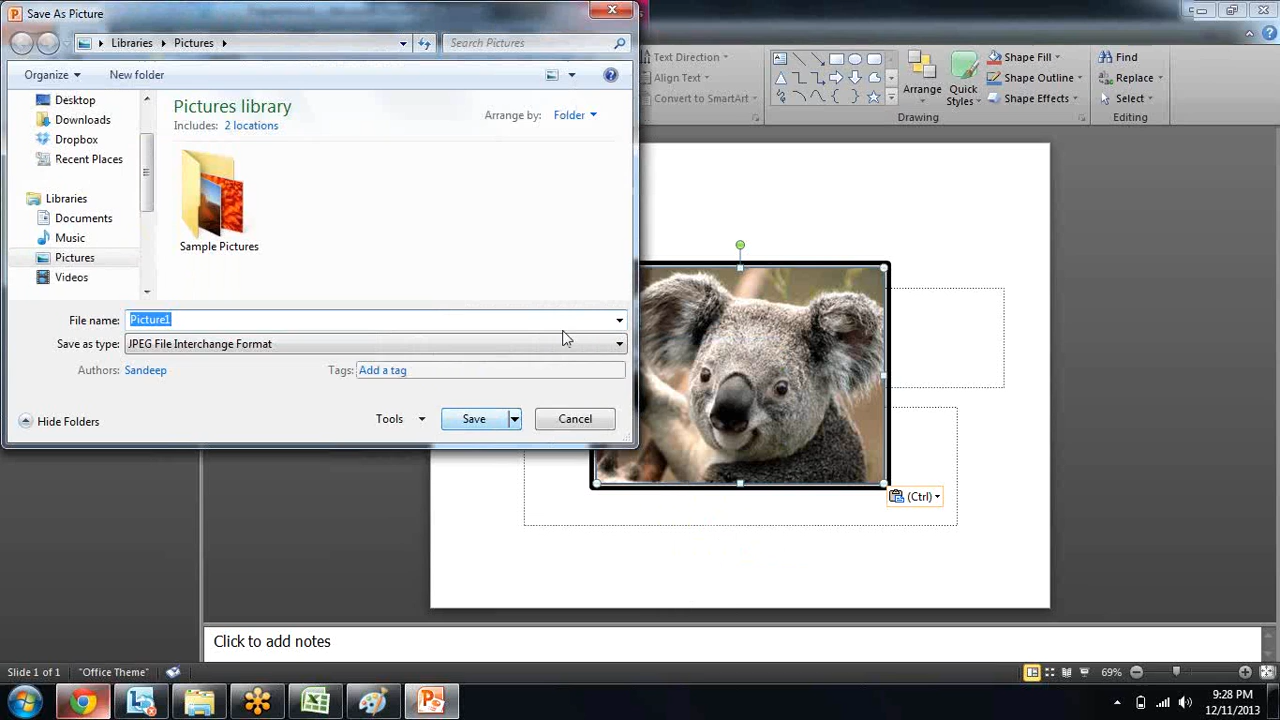 Save As Picture
Libraries Pictures
Search Pictures
Organize New folder
Desktop
Downloads
Dropbox
Recent Places
Libraries
Documents
Music
Pictures
Videos
Pictures library
Includes: 2 locations
Arrange by: Folder
Sample Pictures
File name: Picture1
Save as type: JPEG File Interchange Format
Authors: Sandeep Tags: Add a tag
Hide Folders Tools Save Cancel
Text Direction
Align Text
Convert to SmartArt
Arrange
Quick Styles
Shape Fill
Shape Outline
Shape Effects
Drawing
Find
Replace
Select
Editing
(Ctrl)
Click to add notes
Slide 1 of 1 "Office Theme" 69%
9:28 PM
12/11/2013